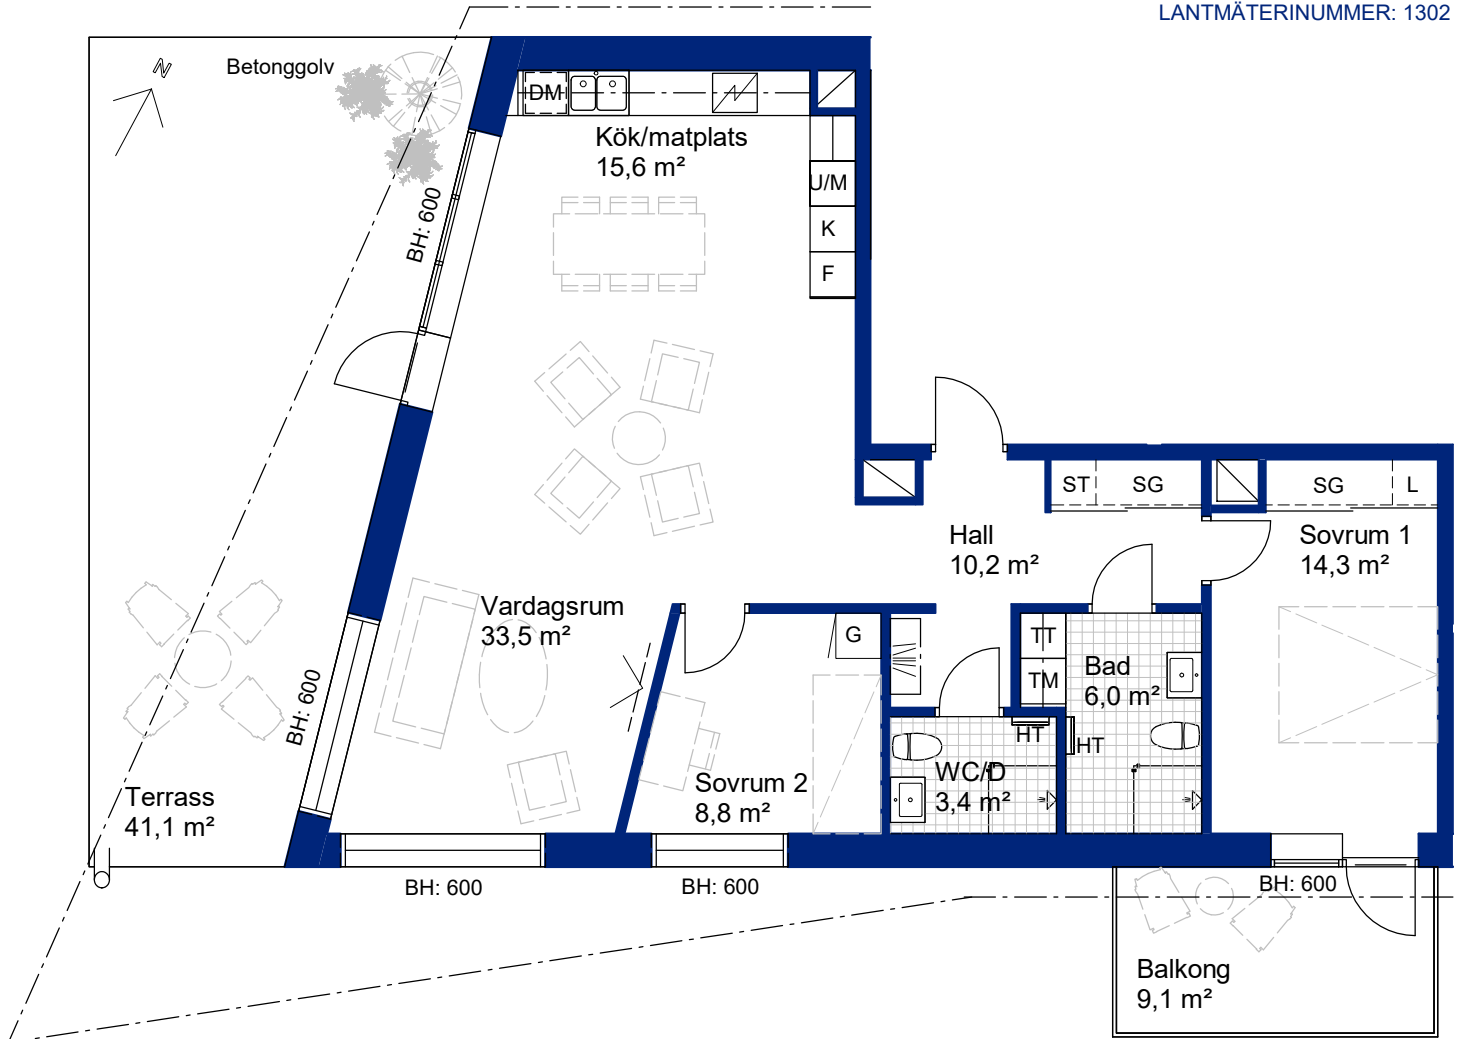 LANTMÄTERINUMMER: 1302
N
Betonggolv
DM
Kök/matplats
15,6 m²
U/M
K
F
BH: 600
ST
SG
SG
L
Hall
10,2 m²
Sovrum 1
14,3 m²
Vardagsrum
33,5 m²
G
TT
TM
Bad
6,0 m²
BH: 600
HT
HT
WC/D
3,4 m²
Sovrum 2
8,8 m²
Terrass
41,1 m²
BH: 600
BH: 600
BH: 600
Balkong
9,1 m²